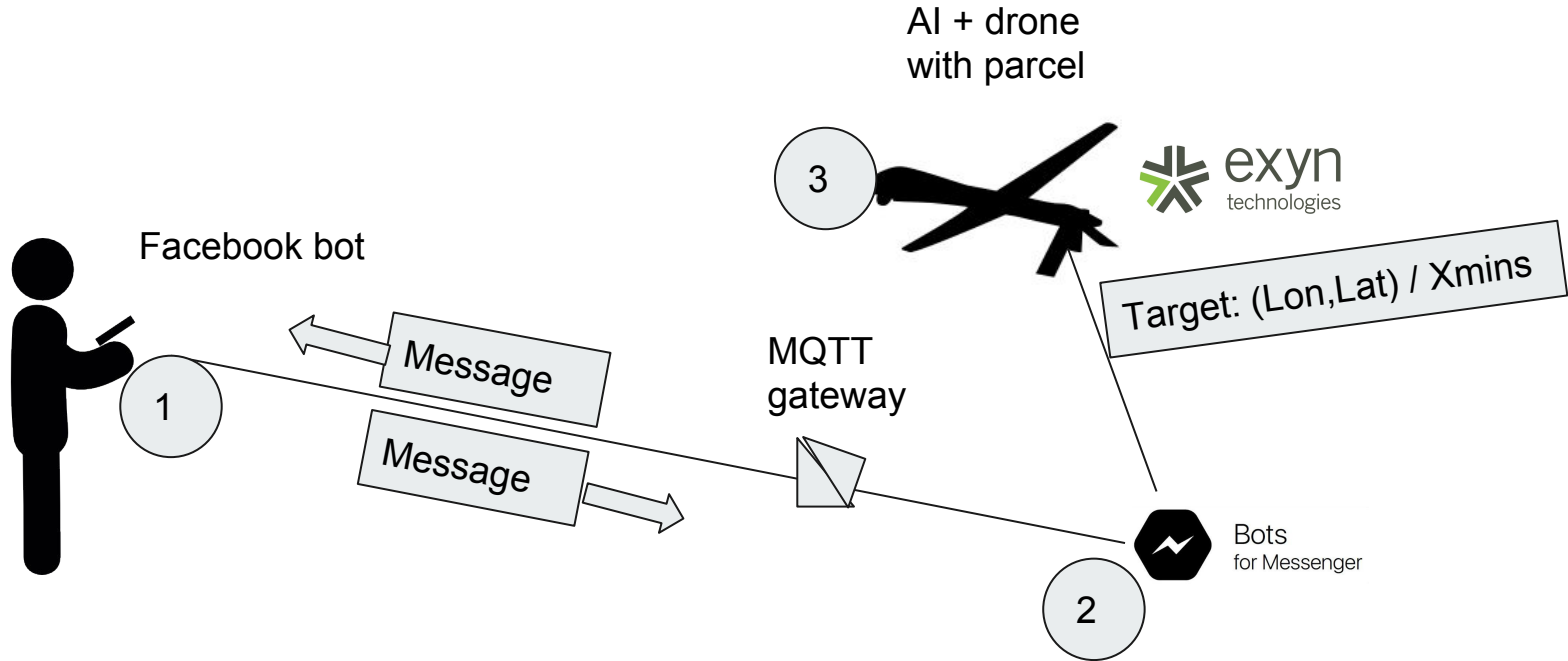 AI + drone
with parcel
3
exyn
technologies
Target: (Lon,Lat) / Xmins
Facebook bot
Message
Message
1
MQTT
gateway
Bots
for Messenger
2